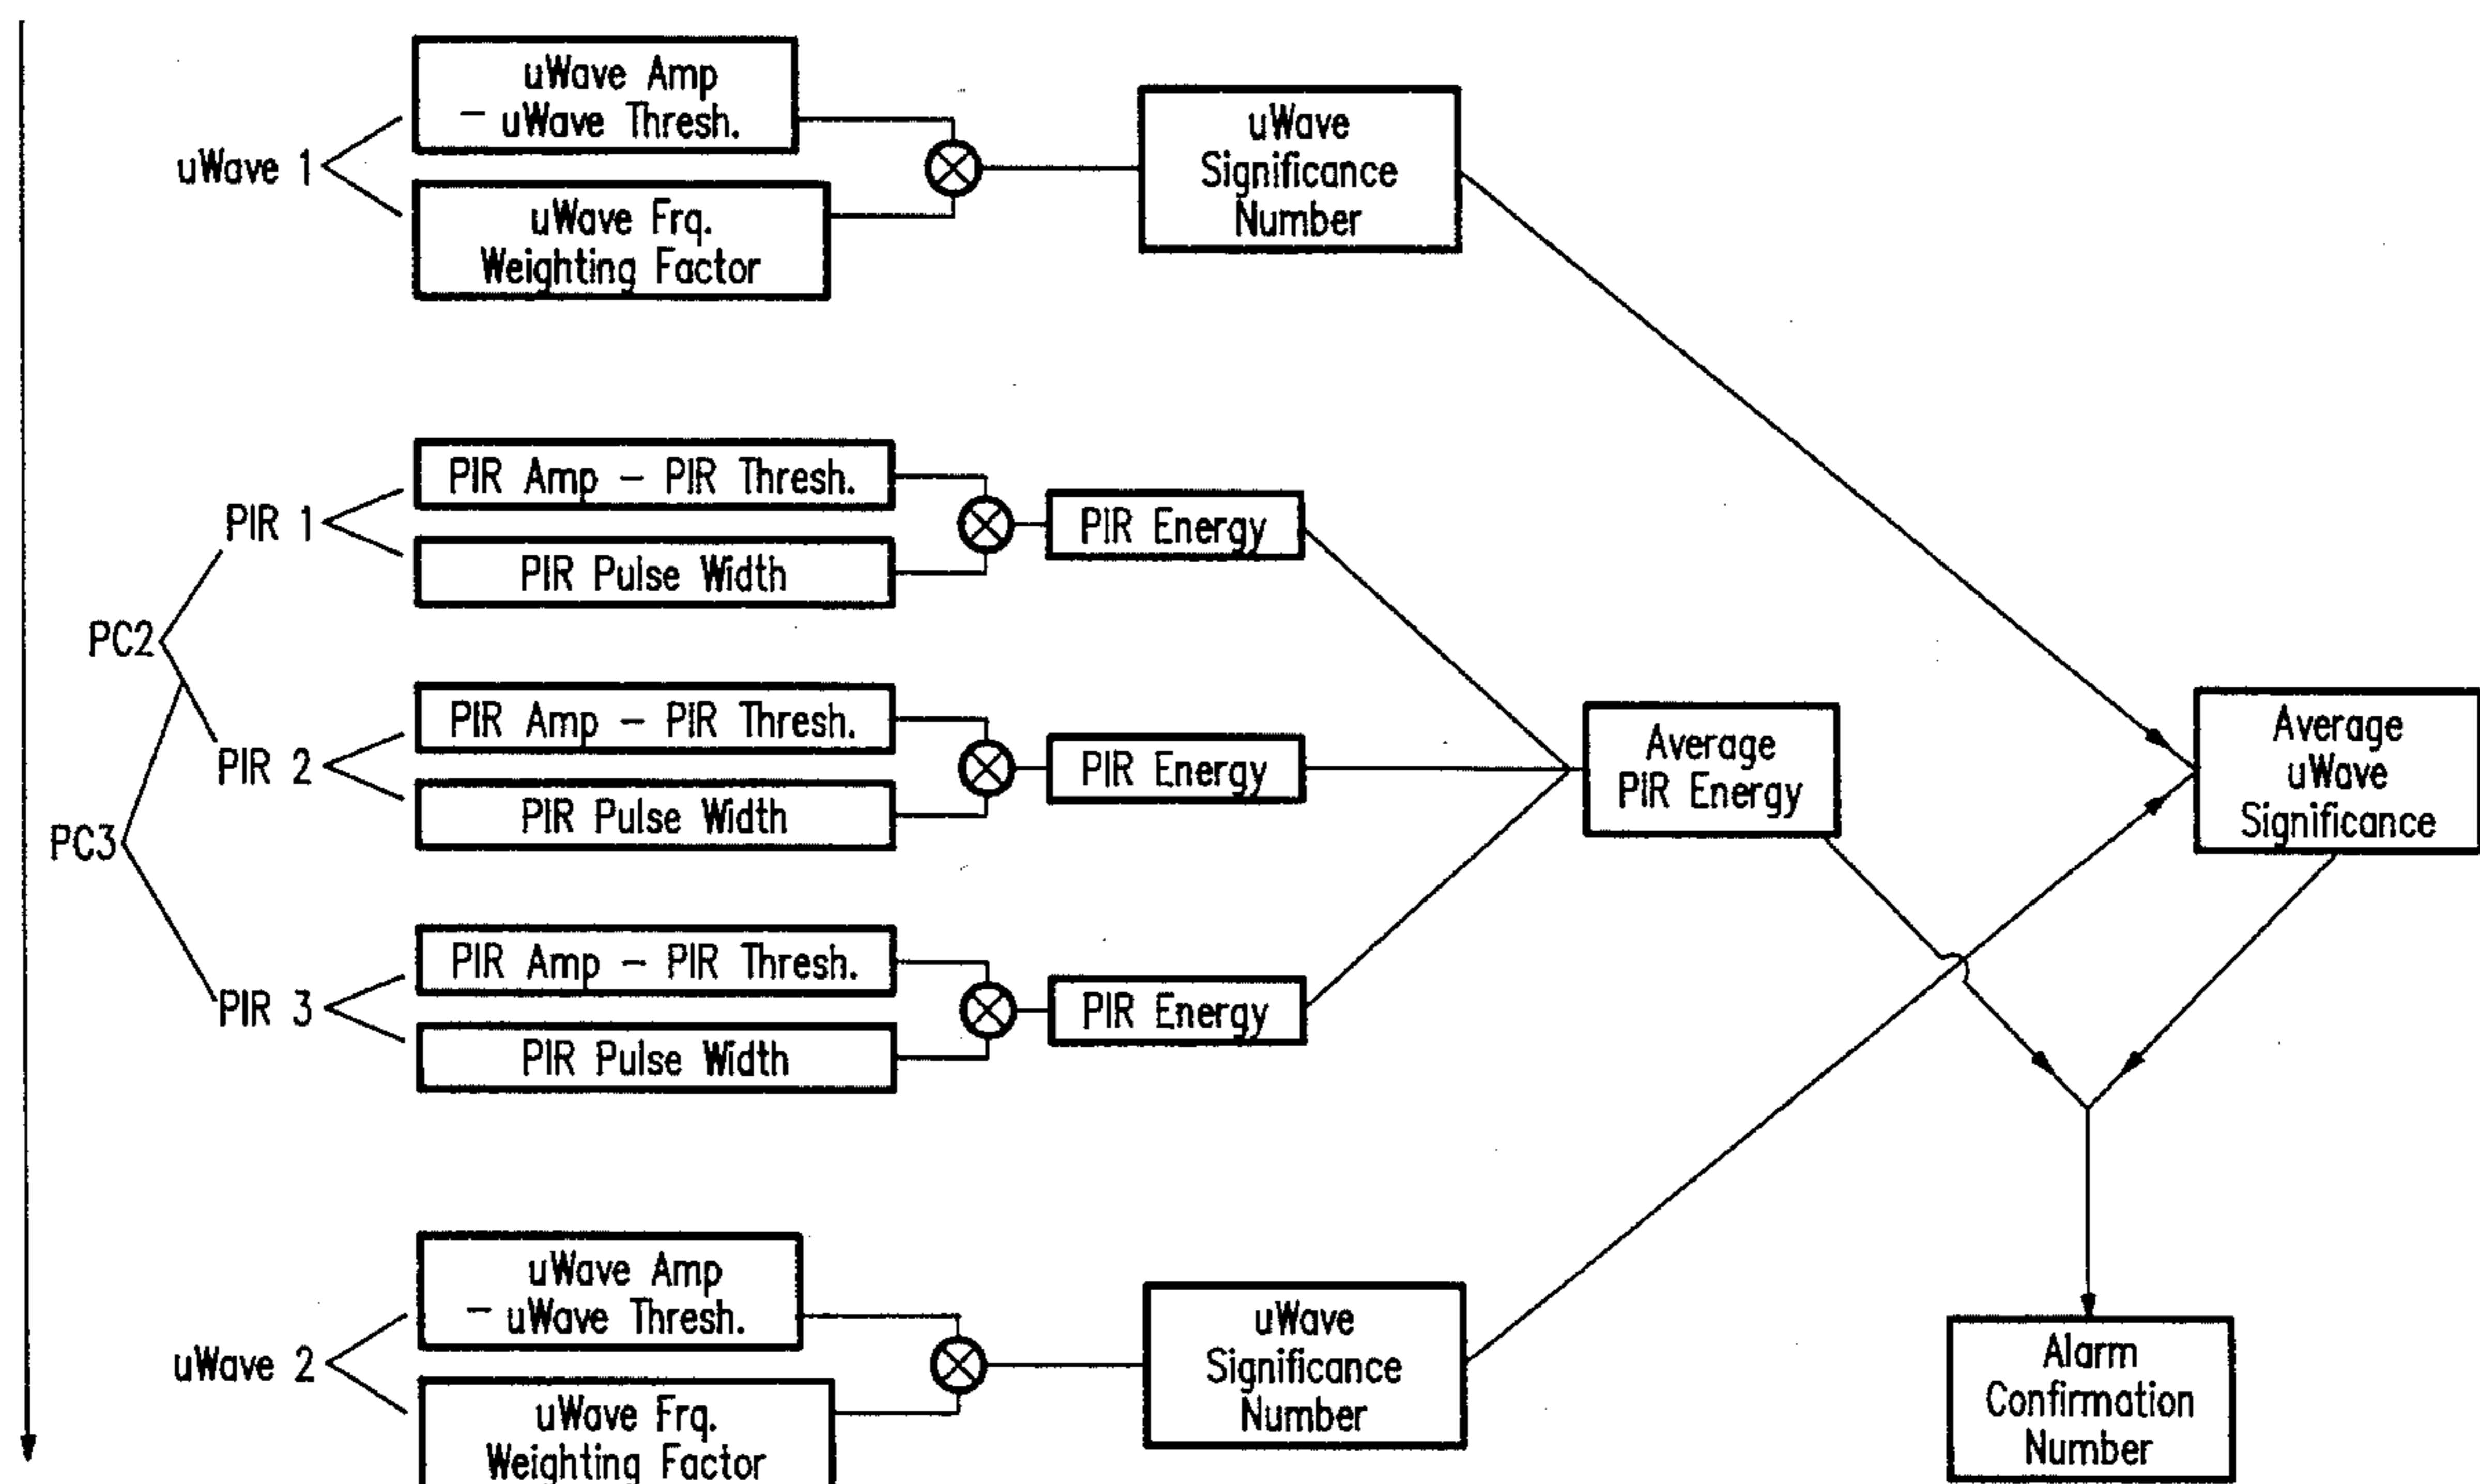 uWave 1
uWave Amp
− uWave Thresh.
uWave Frq.
Weighting Factor
uWave
Significance
Number
PC2
PC3
PIR 1
PIR Amp − PIR Thresh.
PIR Pulse Width
PIR Energy
PIR 2
PIR Amp − PIR Thresh.
PIR Pulse Width
PIR Energy
PIR 3
PIR Amp − PIR Thresh.
PIR Pulse Width
PIR Energy
Average
PIR Energy
Average
uWave
Significance
uWave 2
uWave Amp
− uWave Thresh.
uWave Frq.
Weighting Factor
uWave
Significance
Number
Alarm
Confirmation
Number